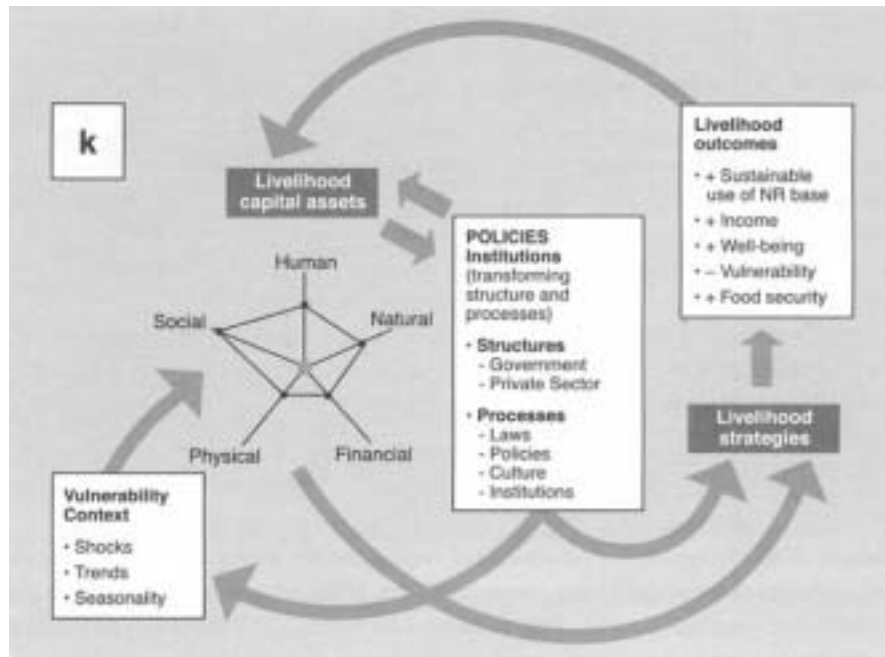 k
Livelihood
capital assets
Human
Social
Natural
Physical
Financial
Vulnerability
Context
• Shocks
• Trends
• Seasonality
POLICIES
Institutions
(transforming
structure and
processes)
• Structures
- Government
- Private Sector
• Processes
- Laws
- Policies
- Culture
- Institutions
Livelihood
outcomes
• + Sustainable
use of NR base
• + Income
• + Well-being
• – Vulnerability
• + Food security
Livelihood
strategies